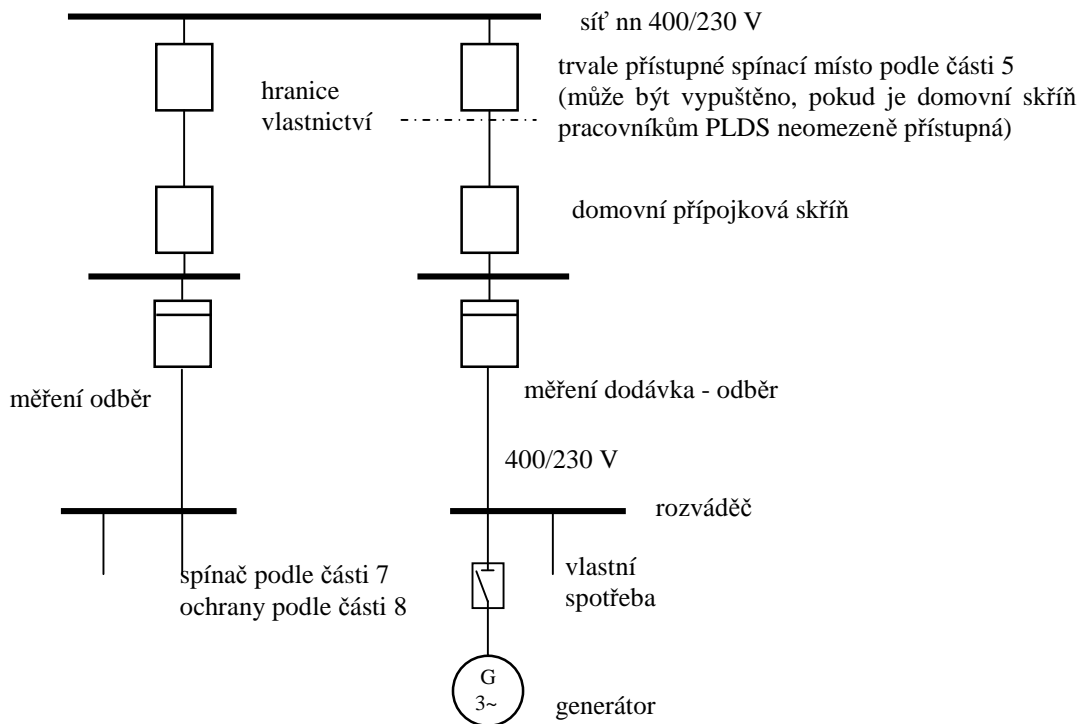 síť nn 400/230 V
trvale přístupné spínací místo podle části 5
(může být vypuštěno, pokud je domovní skříň
pracovníkům PLDS neomezeně přístupná)
hranice
vlastnictví
domovní přípojková skříň
měření odběr
měření dodávka - odběr
400/230 V
rozváděč
spínač podle části 7
ochrany podle části 8
vlastní
spotřeba
G
3~
generátor